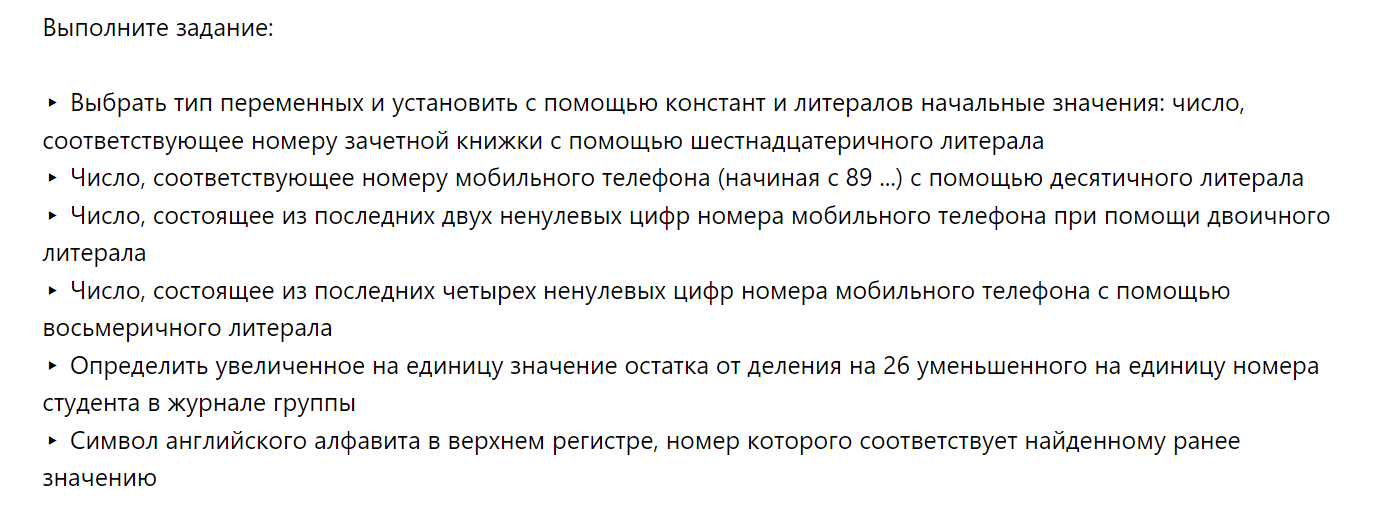 Выполните задание:
‣ Выбрать тип переменных и установить с помощью констант и литералов начальные значения: число,
соответствующее номеру зачетной книжки с помощью шестнадцатеричного литерала
‣ Число, соответствующее номеру мобильного телефона (начиная с 89 ...) с помощью десятичного литерала
‣ Число, состоящее из последних двух ненулевых цифр номера мобильного телефона при помощи двоичного
литерала
‣ Число, состоящее из последних четырех ненулевых цифр номера мобильного телефона с помощью
восьмеричного литерала
‣ Определить увеличенное на единицу значение остатка от деления на 26 уменьшенного на единицу номера
студента в журнале группы
‣ Символ английского алфавита в верхнем регистре, номер которого соответствует найденному ранее
значению